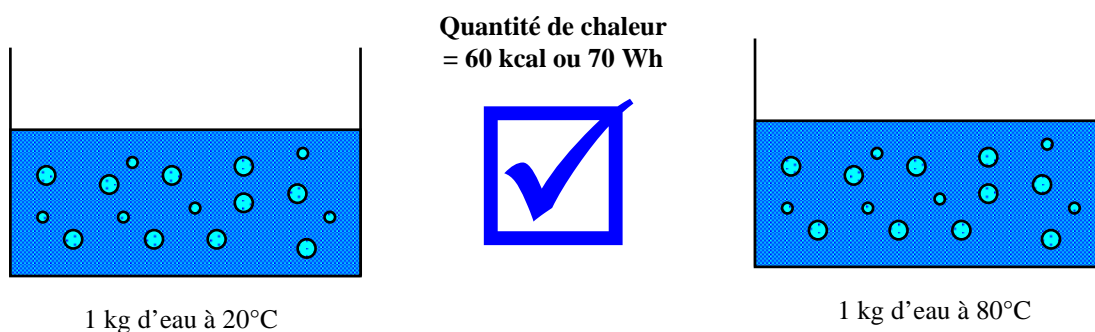 Quantité de chaleur
= 60 kcal ou 70 Wh
1 kg d’eau à 20°C
1 kg d’eau à 80°C